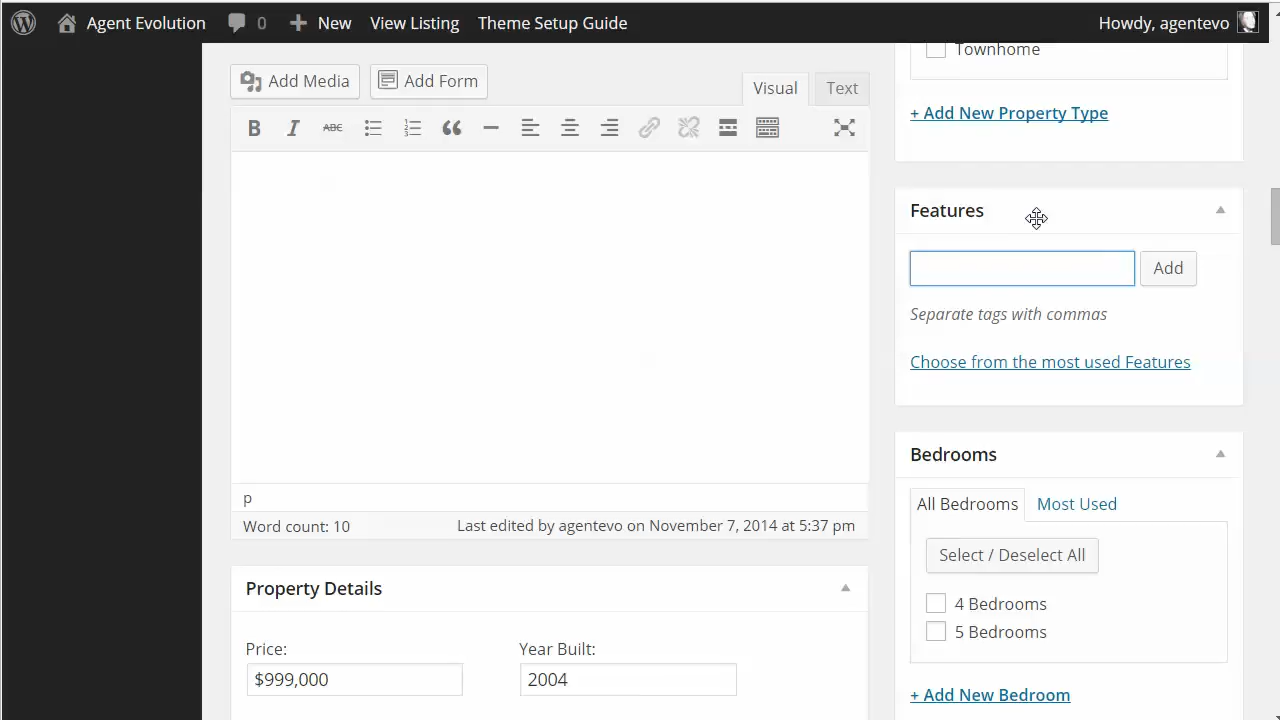 Agent Evolution 0 New View Listing Theme Setup Guide Howdy, agentevo
Add Media Add Form Visual Text
B I ABC
p
Word count: 10 Last edited by agentevo on November 7, 2014 at 5:37 pm
Property Details
Price: Year Built:
$999,000 2004
Townhome
+ Add New Property Type
Features
Add
Separate tags with commas
Choose from the most used Features
Bedrooms
All Bedrooms Most Used
Select / Deselect All
4 Bedrooms
5 Bedrooms
+ Add New Bedroom